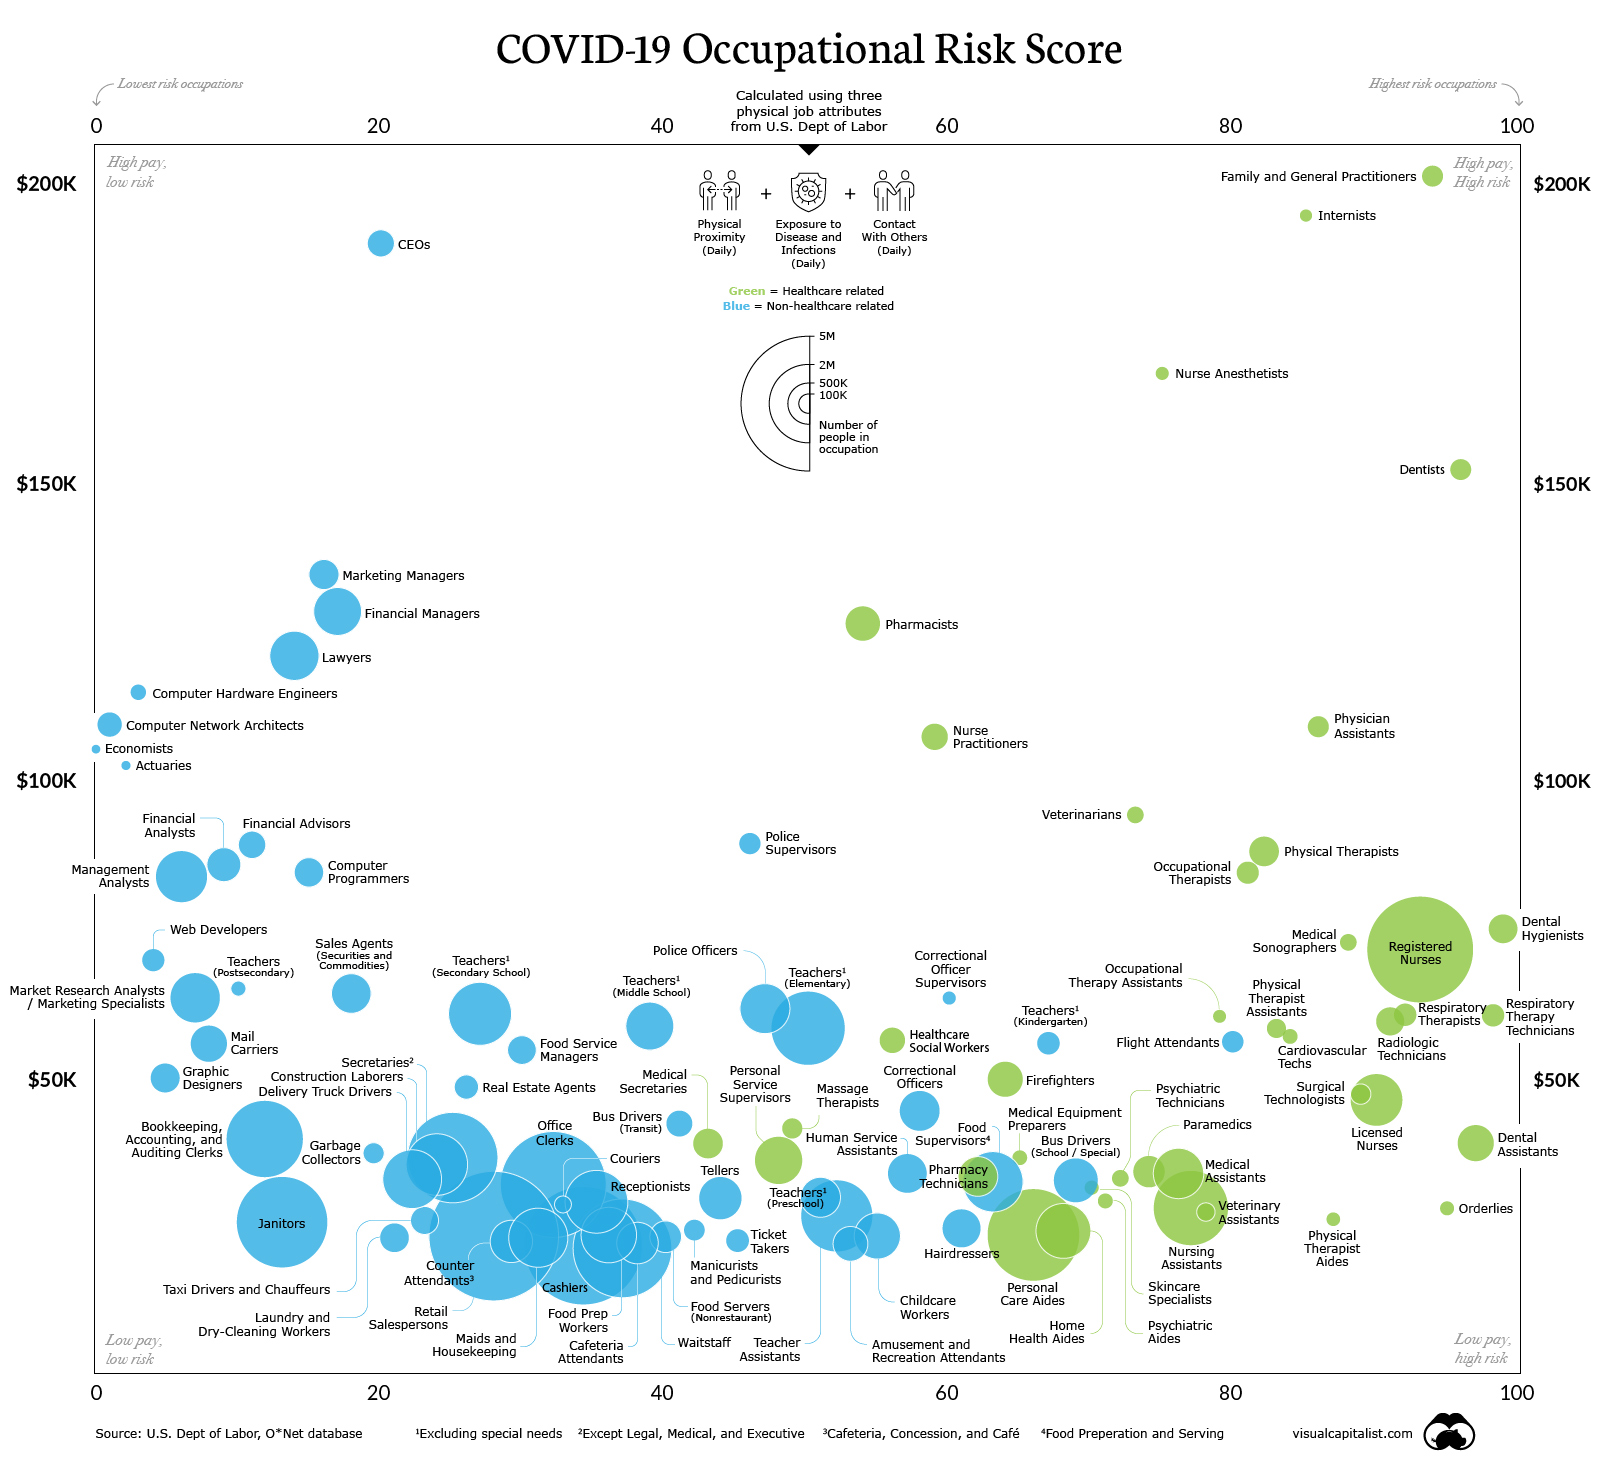 COVID-19 Occupational Risk Score
Lowest risk occupations
Highest risk occupations
Calculated using three
physical job attributes
from U.S. Dept of Labor
0
20
40
60
80
100
High pay,
low risk
High pay,
High risk
$200K
$200K
Family and General Practitioners
Internists
CEOs
+
+
Physical
Proximity
(Daily)
Exposure to
Disease and
Infections
(Daily)
Contact
With Others
(Daily)
Green = Healthcare related
Blue = Non-healthcare related
5M
2M
500K
100K
Number of
people in
occupation
Nurse Anesthetists
Dentists
$150K
$150K
Marketing Managers
Financial Managers
Pharmacists
Lawyers
Computer Hardware Engineers
Computer Network Architects
Physician
Assistants
Nurse
Practitioners
Economists
Actuaries
$100K
$100K
Financial
Analysts
Financial Advisors
Veterinarians
Police
Supervisors
Physical Therapists
Management
Analysts
Computer
Programmers
Occupational
Therapists
Web Developers
Dental
Hygienists
Medical
Sonographers
Registered
Nurses
Sales Agents
(Securities and
Commodities)
Teachers
(Postsecondary)
Teachers¹
(Secondary School)
Police Officers
Correctional
Officer
Supervisors
Teachers¹
(Middle School)
Teachers¹
(Elementary)
Occupational
Therapy Assistants
Physical
Therapist
Assistants
Market Research Analysts
/ Marketing Specialists
Respiratory
Therapists
Respiratory
Therapy
Technicians
Teachers¹
(Kindergarten)
Mail
Carriers
Food Service
Managers
Healthcare
Social Workers
Flight Attendants
Cardiovascular
Techs
Radiologic
Technicians
Secretaries²
Construction Laborers
Delivery Truck Drivers
Graphic
Designers
Real Estate Agents
Medical
Secretaries
Personal
Service
Supervisors
Massage
Therapists
Correctional
Officers
Firefighters
Psychiatric
Technicians
Surgical
Technologists
$50K
$50K
Bookkeeping,
Accounting, and
Auditing Clerks
Garbage
Collectors
Office
Clerks
Bus Drivers
(Transit)
Human Service
Assistants
Food
Supervisors⁴
Medical Equipment
Preparers
Bus Drivers
(School / Special)
Paramedics
Licensed
Nurses
Dental
Assistants
Couriers
Receptionists
Tellers
Teachers¹
(Preschool)
Pharmacy
Technicians
Medical
Assistants
Janitors
Ticket
Takers
Hairdressers
Veterinary
Assistants
Orderlies
Nursing
Assistants
Physical
Therapist
Aides
Counter
Attendants³
Cashiers
Manicurists
and Pedicurists
Personal
Care Aides
Skincare
Specialists
Taxi Drivers and Chauffeurs
Laundry and
Dry-Cleaning Workers
Retail
Salespersons
Food Prep
Workers
Food Servers
(Nonrestaurant)
Childcare
Workers
Home
Health Aides
Psychiatric
Aides
Maids and
Housekeeping
Cafeteria
Attendants
Waitstaff
Teacher
Assistants
Amusement and
Recreation Attendants
Low pay,
low risk
Low pay,
high risk
0
20
40
60
80
100
Source: U.S. Dept of Labor, O*Net database
¹Excluding special needs
²Except Legal, Medical, and Executive
³Cafeteria, Concession, and Café
⁴Food Preperation and Serving
visualcapitalist.com